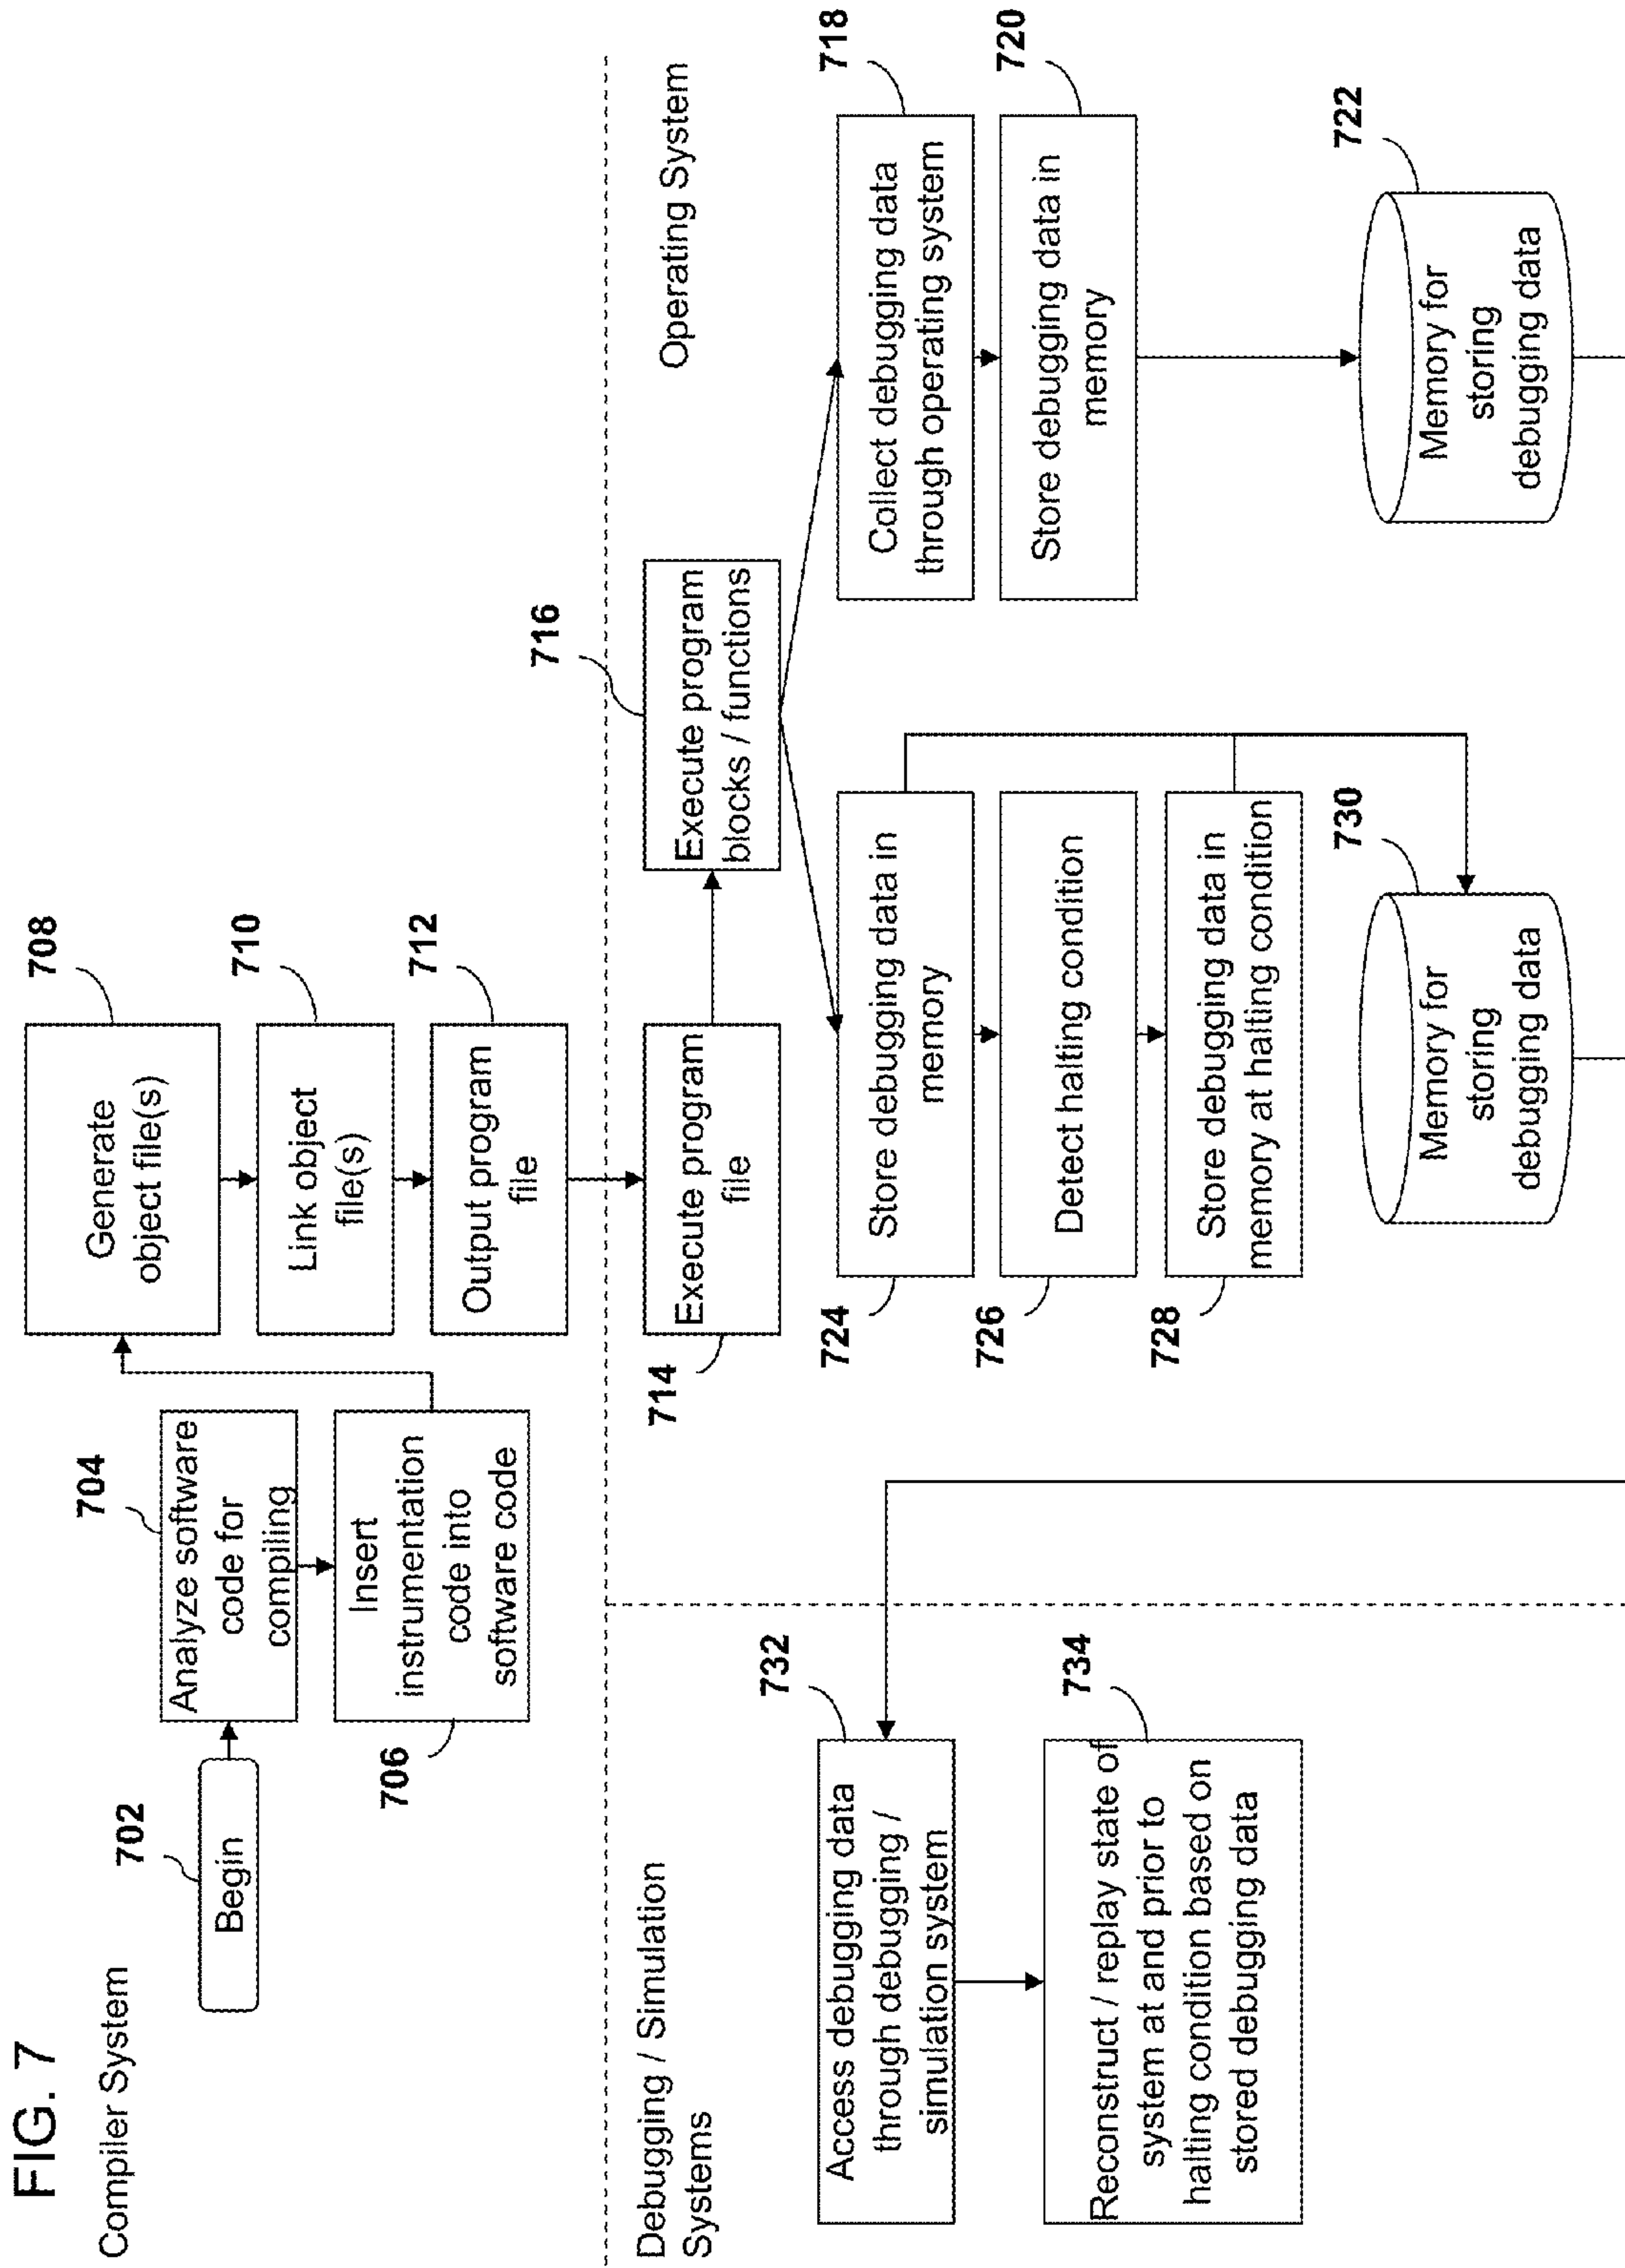 FIG. 7
Compiler System
702
Begin
704
Analyze software
code for
compiling
706
Insert
instrumentation
code into
software code
708
Generate
object file(s)
710
Link object
file(s)
712
Output program
file
Operating System
714
Execute program
file
716
Execute program
blocks / functions
718
Collect debugging data
through operating system
720
Store debugging data in
memory
722
Memory for
storing
debugging data
724
Store debugging data in
memory
726
Detect halting condition
728
Store debugging data in
memory at halting condition
730
Memory for
storing
debugging data
Debugging / Simulation
Systems
732
Access debugging data
through debugging /
simulation system
734
Reconstruct / replay state of
system at and prior to
halting condition based on
stored debugging data